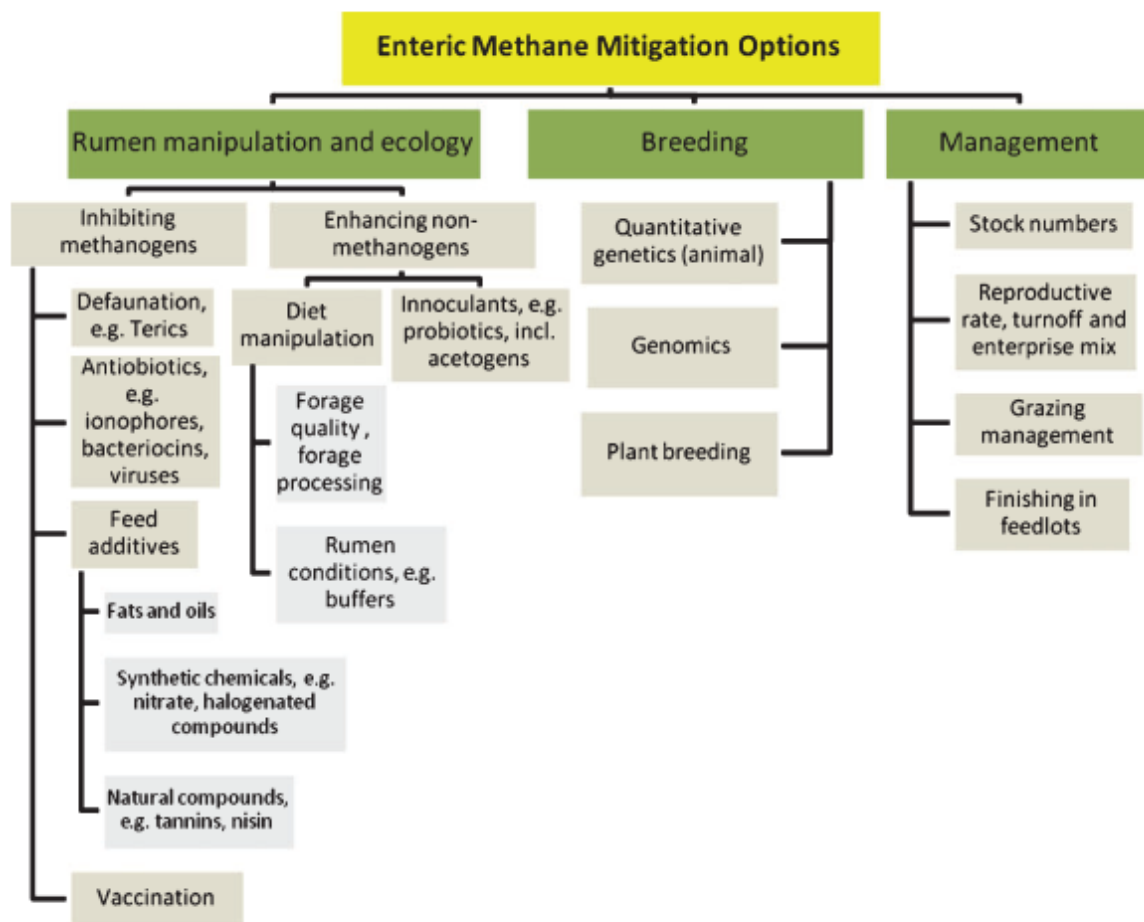 Enteric Methane Mitigation Options
Rumen manipulation and ecology
Breeding
Management
Inhibiting
methanogens
Enhancing non-
methanogens
Defaunation,
e.g. Terics
Antiobiotics,
e.g.
ionophores,
bacteriocins,
viruses
Feed
additives
Fats and oils
Synthetic chemicals, e.g.
nitrate, halogenated
compounds
Natural compounds,
e.g. tannins, nisin
Vaccination
Diet
manipulation
Forage
quality ,
forage
processing
Rumen
conditions, e.g.
buffers
Innoculants, e.g.
probiotics, incl.
acetogens
Quantitative
genetics (animal)
Genomics
Plant breeding
Stock numbers
Reproductive
rate, turnoff and
enterprise mix
Grazing
management
Finishing in
feedlots